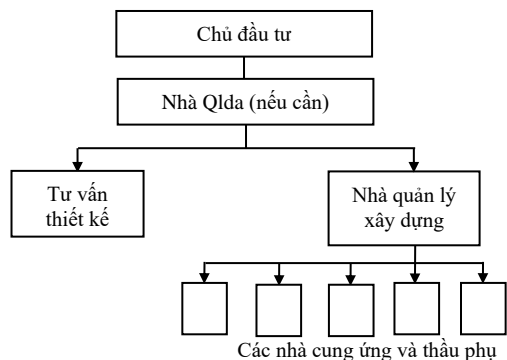 Chủ đầu tư
Nhà Qlda (nếu cần)
Tư vấn
thiết kế
Nhà quản lý
xây dựng
Các nhà cung ứng và thầu phụ